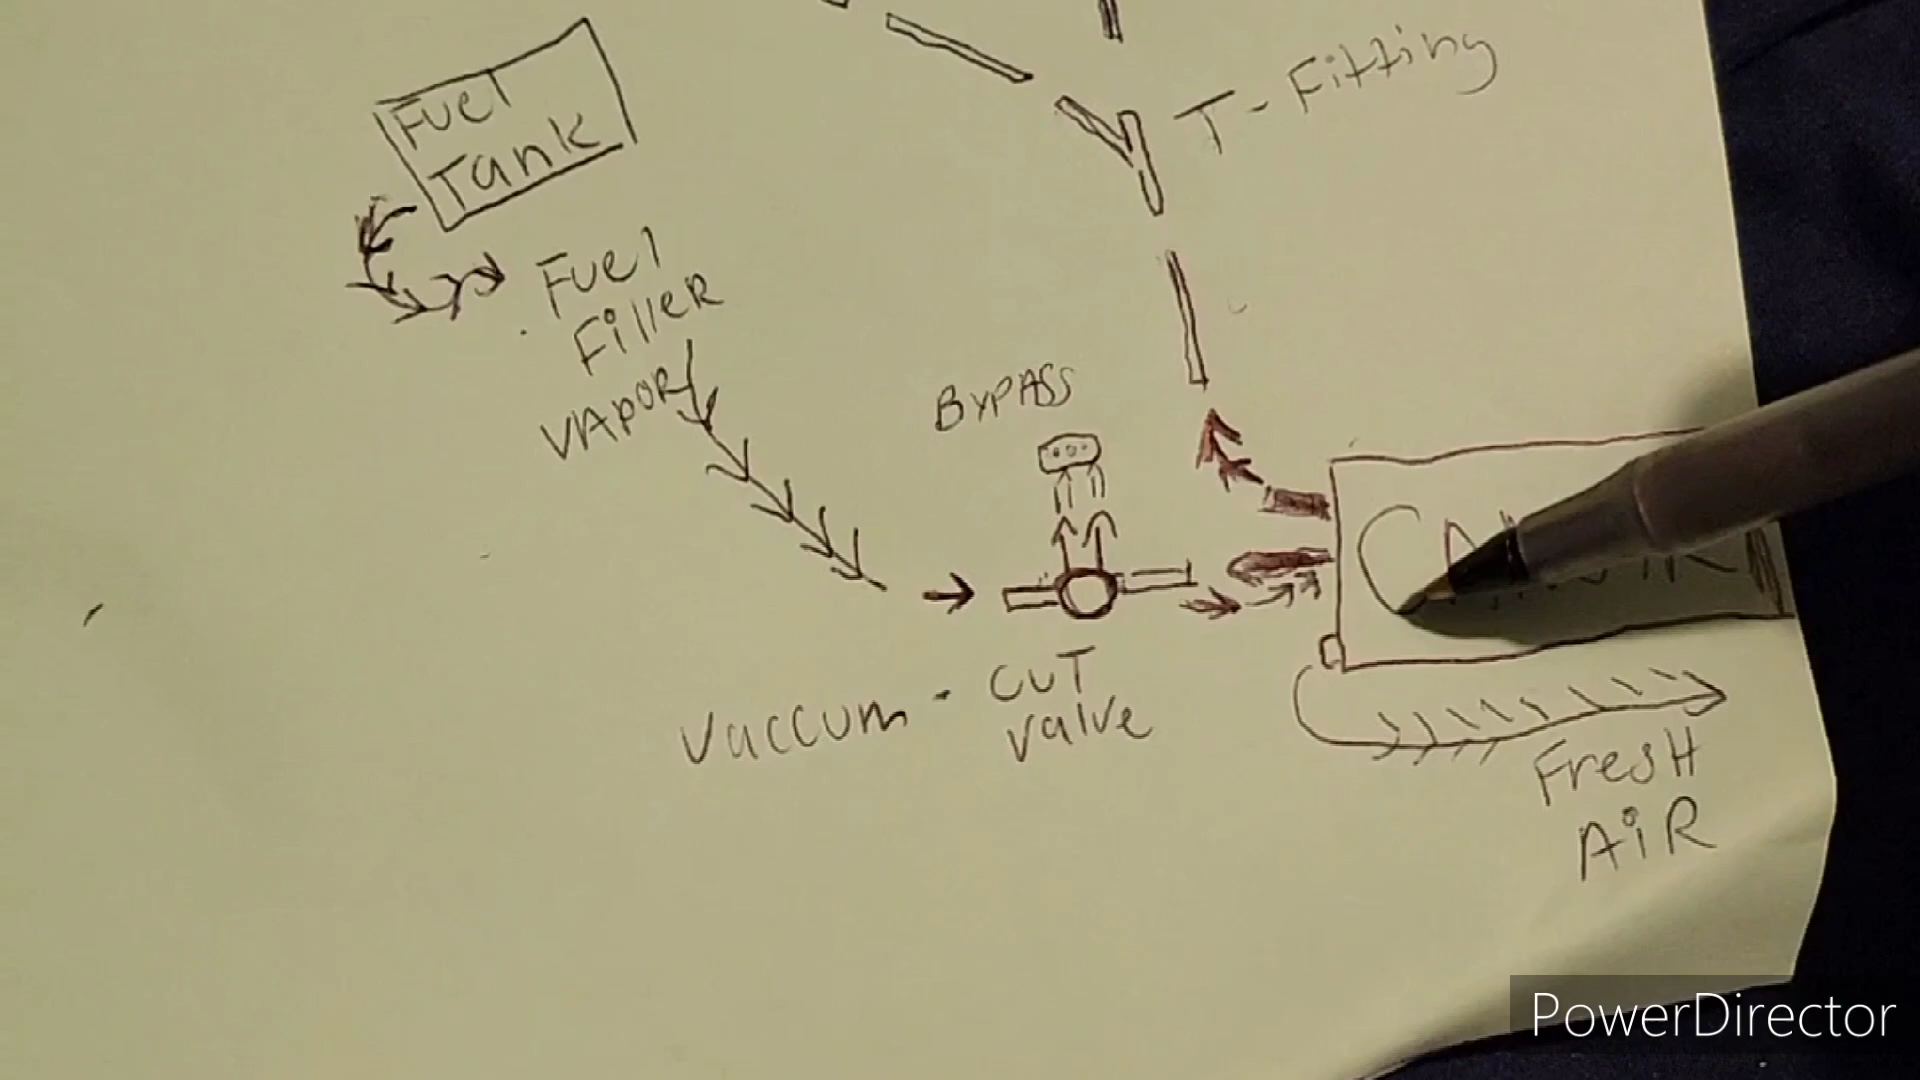 T-Fitting
Fuel
Tank
Fuel
Filler
VAPOR
BYPASS
Vaccum - CUT
valve
FresH
AiR
PowerDirector